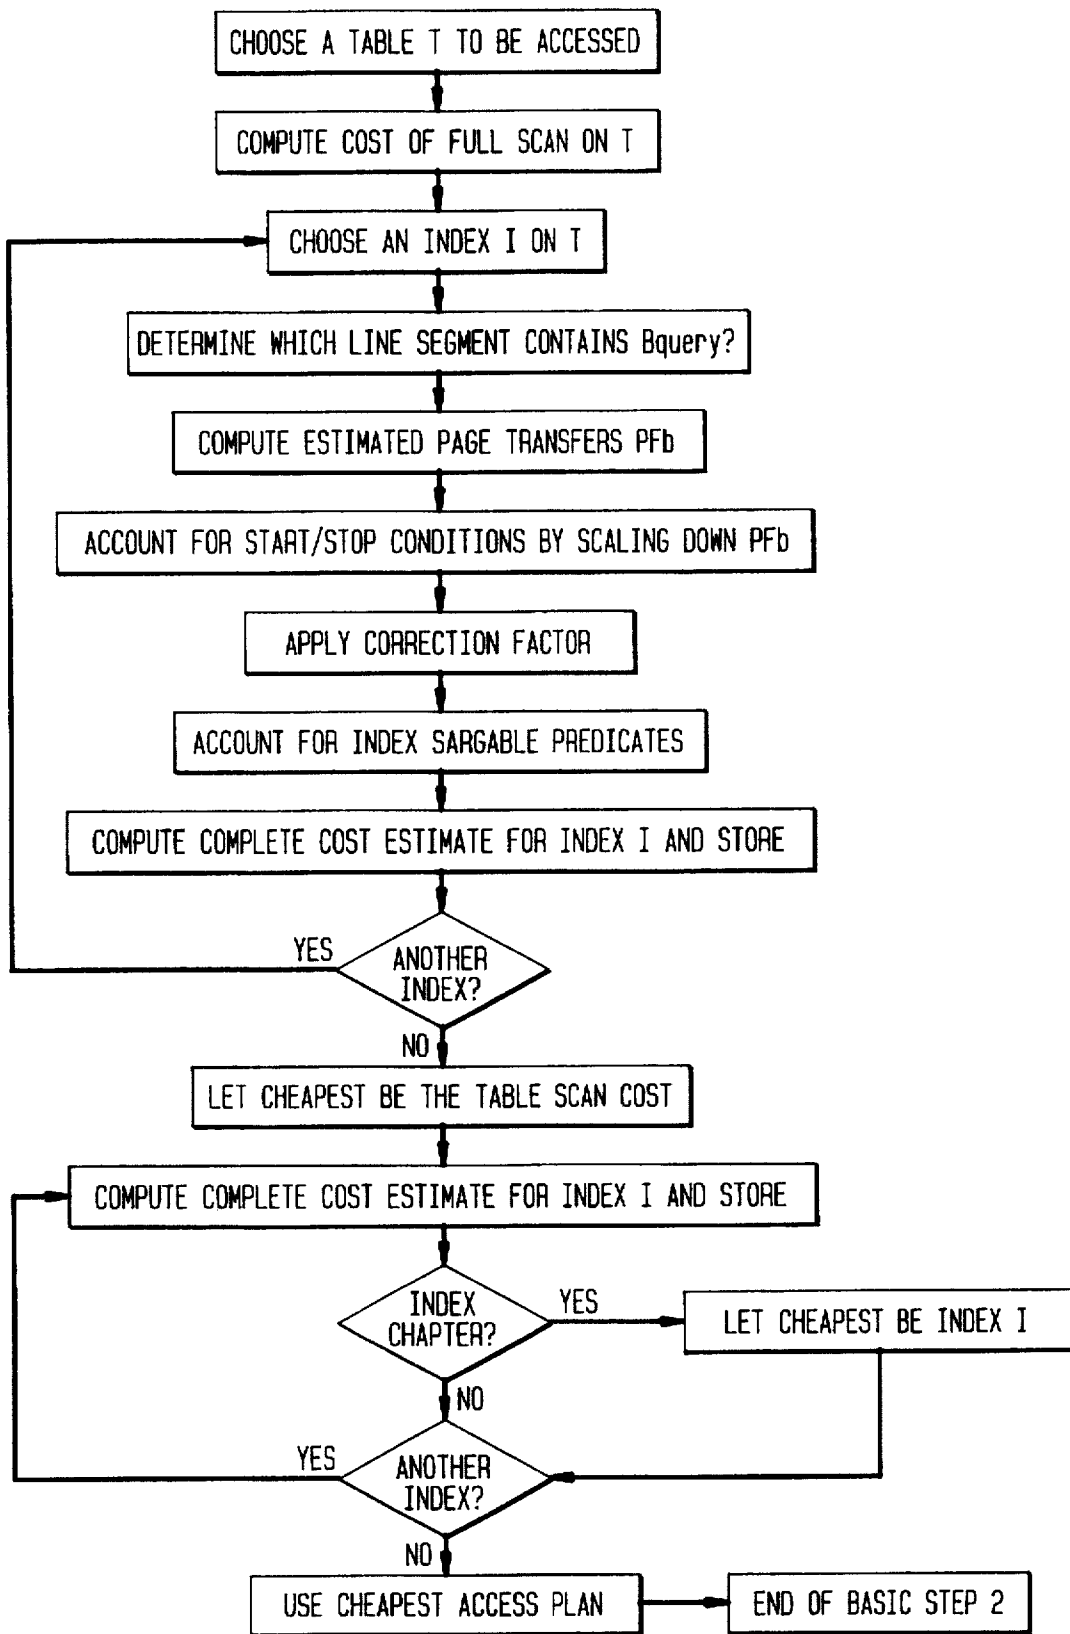 CHOOSE A TABLE T TO BE ACCESSED
COMPUTE COST OF FULL SCAN ON T
CHOOSE AN INDEX I ON T
DETERMINE WHICH LINE SEGMENT CONTAINS Bquery?
COMPUTE ESTIMATED PAGE TRANSFERS PFb
ACCOUNT FOR START/STOP CONDITIONS BY SCALING DOWN PFb
APPLY CORRECTION FACTOR
ACCOUNT FOR INDEX SARGABLE PREDICATES
COMPUTE COMPLETE COST ESTIMATE FOR INDEX I AND STORE
YES
ANOTHER
INDEX?
NO
LET CHEAPEST BE THE TABLE SCAN COST
COMPUTE COMPLETE COST ESTIMATE FOR INDEX I AND STORE
INDEX
CHAPTER?
YES
LET CHEAPEST BE INDEX I
NO
YES
ANOTHER
INDEX?
NO
USE CHEAPEST ACCESS PLAN
END OF BASIC STEP 2